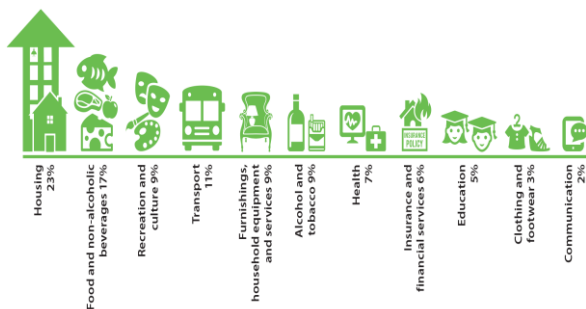 INSURANCE
POLICY
Housing
23%
Food and non-alcoholic
beverages 17%
Recreation and
culture 9%
Transport
11%
Furnishings,
household equipment
and services 9%
Alcohol and
tobacco 9%
Health
7%
Insurance and
financial services 6%
Education
5%
Clothing and
footwear 3%
Communication
2%